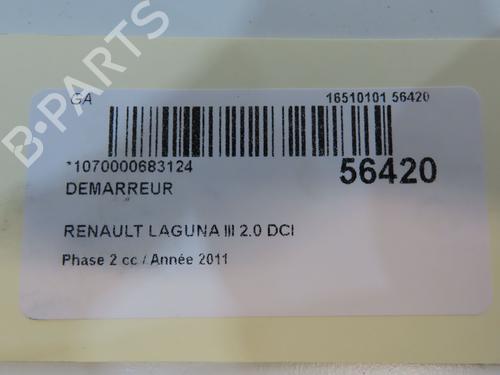 GA 16510101 56420
*1070000683124 56420
DEMARREUR
RENAULT LAGUNA III 2.0 DCI
Phase 2 cc / Année 2011
B-PARTS